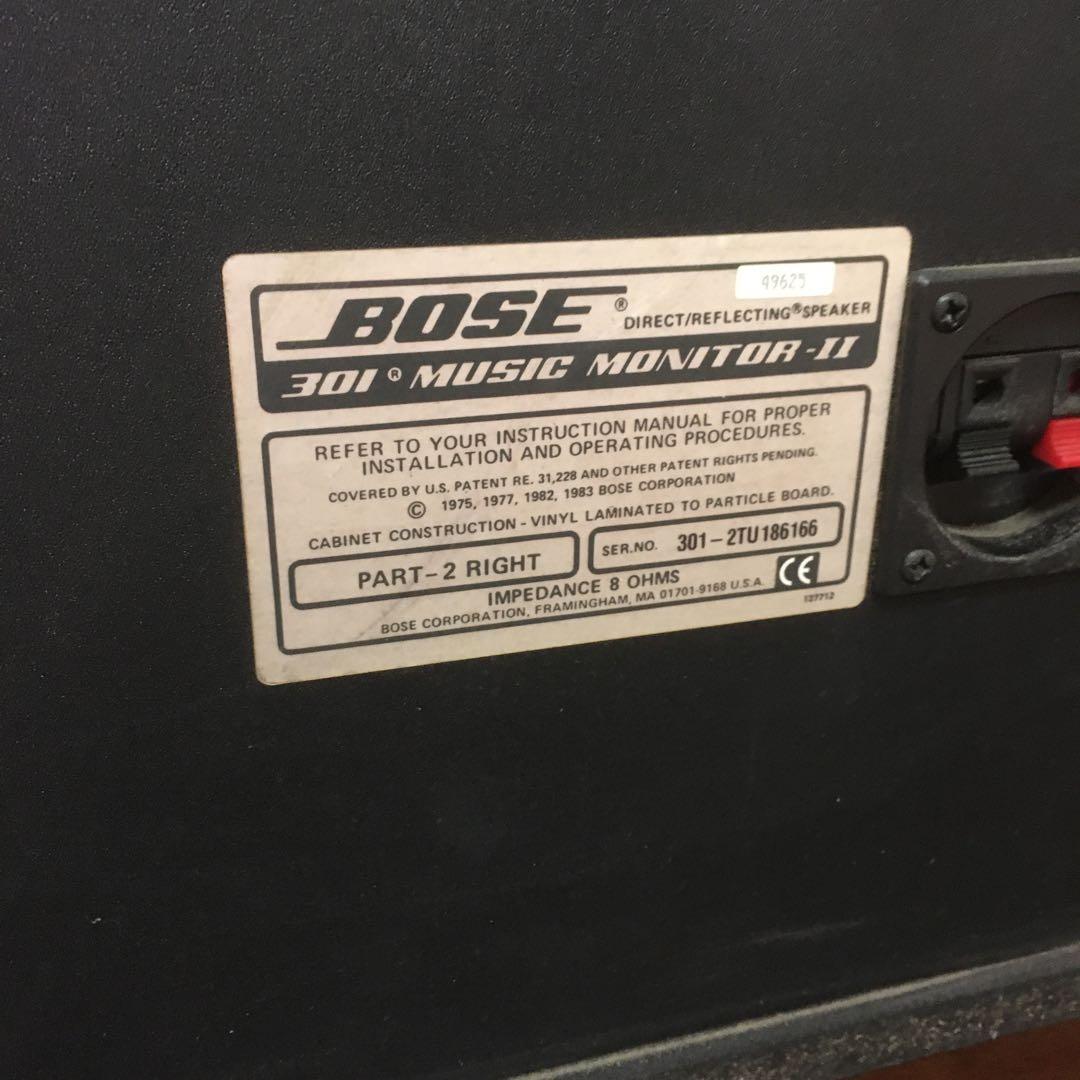 49625
BOSE®
DIRECT/REFLECTING® SPEAKER
301® MUSIC MONITOR-II
REFER TO YOUR INSTRUCTION MANUAL FOR PROPER
INSTALLATION AND OPERATING PROCEDURES.
COVERED BY U.S. PATENT RE. 31,228 AND OTHER PATENT RIGHTS PENDING.
© 1975, 1977, 1982, 1983 BOSE CORPORATION
CABINET CONSTRUCTION - VINYL LAMINATED TO PARTICLE BOARD.
PART-2 RIGHT
SER.NO. 301-2TU186166
IMPEDANCE 8 OHMS
BOSE CORPORATION, FRAMINGHAM, MA 01701-9168 U.S.A.
CE
127712